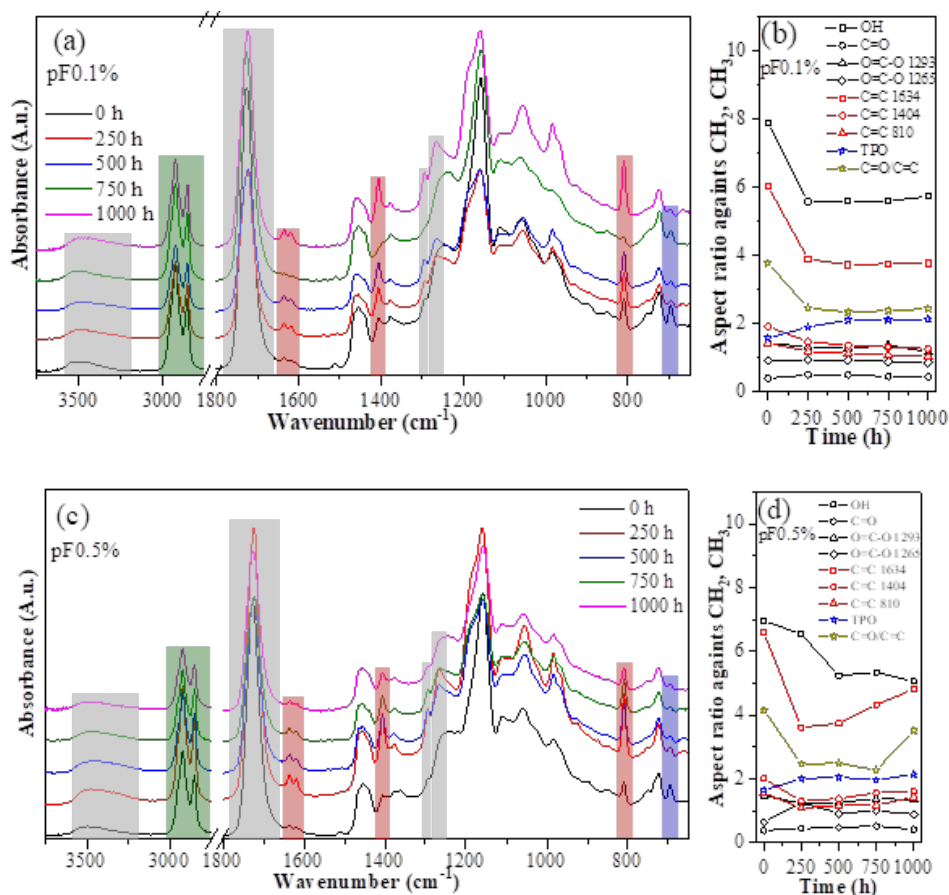 (a)
pF0.1%
0 h
250 h
500 h
750 h
1000 h
Absorbance (A.u.)
3500 3000 1800 1600 1400 1200 1000 800
Wavenumber (cm-1)
(b)
pF0.1%
OH
C=O
O=C-O 1293
O=C-O 1265
C=C 1634
C=C 1404
C=C 810
TPO
C=O/C=C
Aspect ratio againts CH2, CH3
10
8
6
4
2
0
0 250 500 750 1000
Time (h)
(c)
pF0.5%
0 h
250 h
500 h
750 h
1000 h
Absorbance (A.u.)
3500 3000 1800 1600 1400 1200 1000 800
Wavenumber (cm-1)
(d)
pF0.5%
OH
C=O
O=C-O 1293
O=C-O 1265
C=C 1634
C=C 1404
C=C 810
TPO
C=O/C=C
Aspect ratio againts CH2, CH3
10
8
6
4
2
0
0 250 500 750 1000
Time (h)